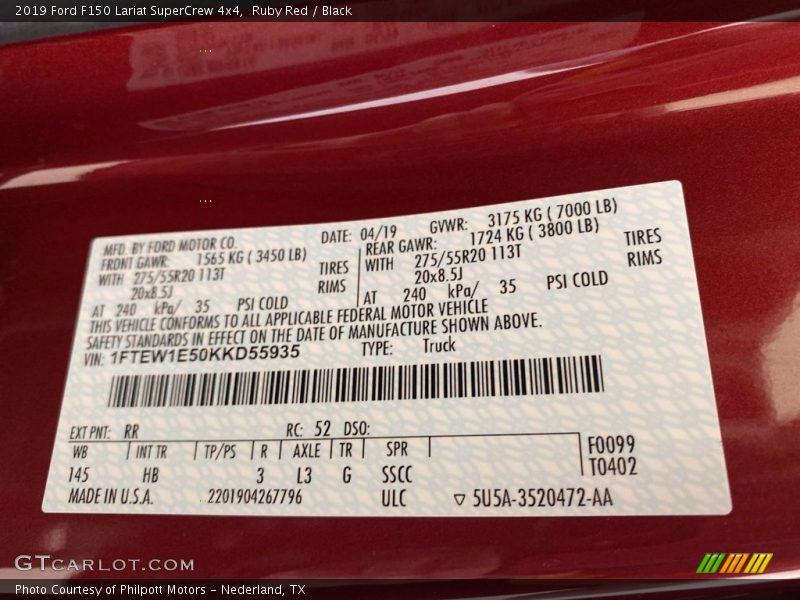 2019 Ford F150 Lariat SuperCrew 4x4, Ruby Red / Black
MFD. BY FORD MOTOR CO. DATE: 04/19 GVWR: 3175 KG ( 7000 LB)
FRONT GAWR: 1565 KG ( 3450 LB) REAR GAWR: 1724 KG ( 3800 LB)
WITH 275/55R20 113T TIRES WITH 275/55R20 113T TIRES
20x8.5J RIMS 20x8.5J RIMS
AT 240 kPa/ 35 PSI COLD AT 240 kPa/ 35 PSI COLD
THIS VEHICLE CONFORMS TO ALL APPLICABLE FEDERAL MOTOR VEHICLE
SAFETY STANDARDS IN EFFECT ON THE DATE OF MANUFACTURE SHOWN ABOVE.
VIN: 1FTEW1E50KKD55935 TYPE: Truck
EXT PNT: RR RC: 52 DSO:
WB INT TR TP/PS R AXLE TR SPR F0099
145 HB 3 L3 G SSCC T0402
MADE IN U.S.A. 2201904267796 ULC ▽ 5U5A-3520472-AA
GTCARLOT.COM
Photo Courtesy of Philpott Motors - Nederland, TX